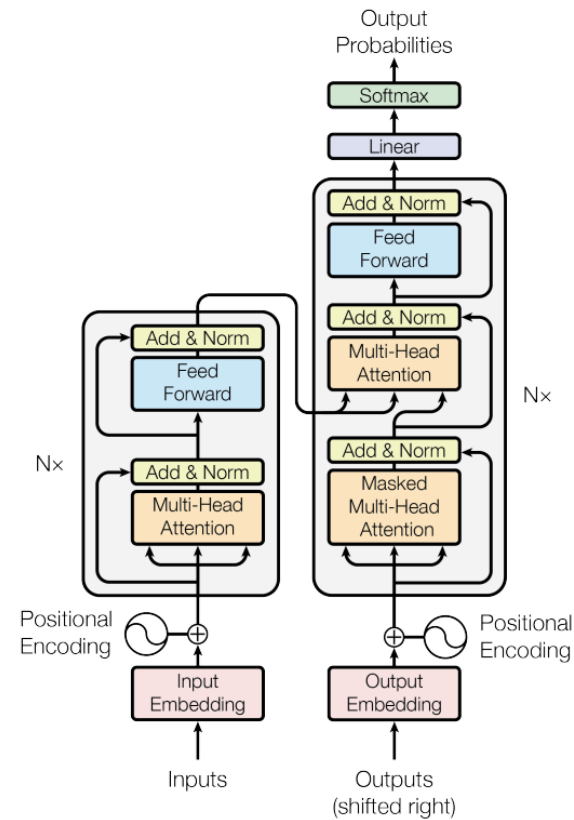 Output
Probabilities
Softmax
Linear
Add & Norm
Feed
Forward
Add & Norm
Multi-Head
Attention
Add & Norm
Masked
Multi-Head
Attention
N×
Add & Norm
Feed
Forward
Add & Norm
Multi-Head
Attention
N×
Positional
Encoding
Positional
Encoding
Input
Embedding
Output
Embedding
Inputs
Outputs
(shifted right)